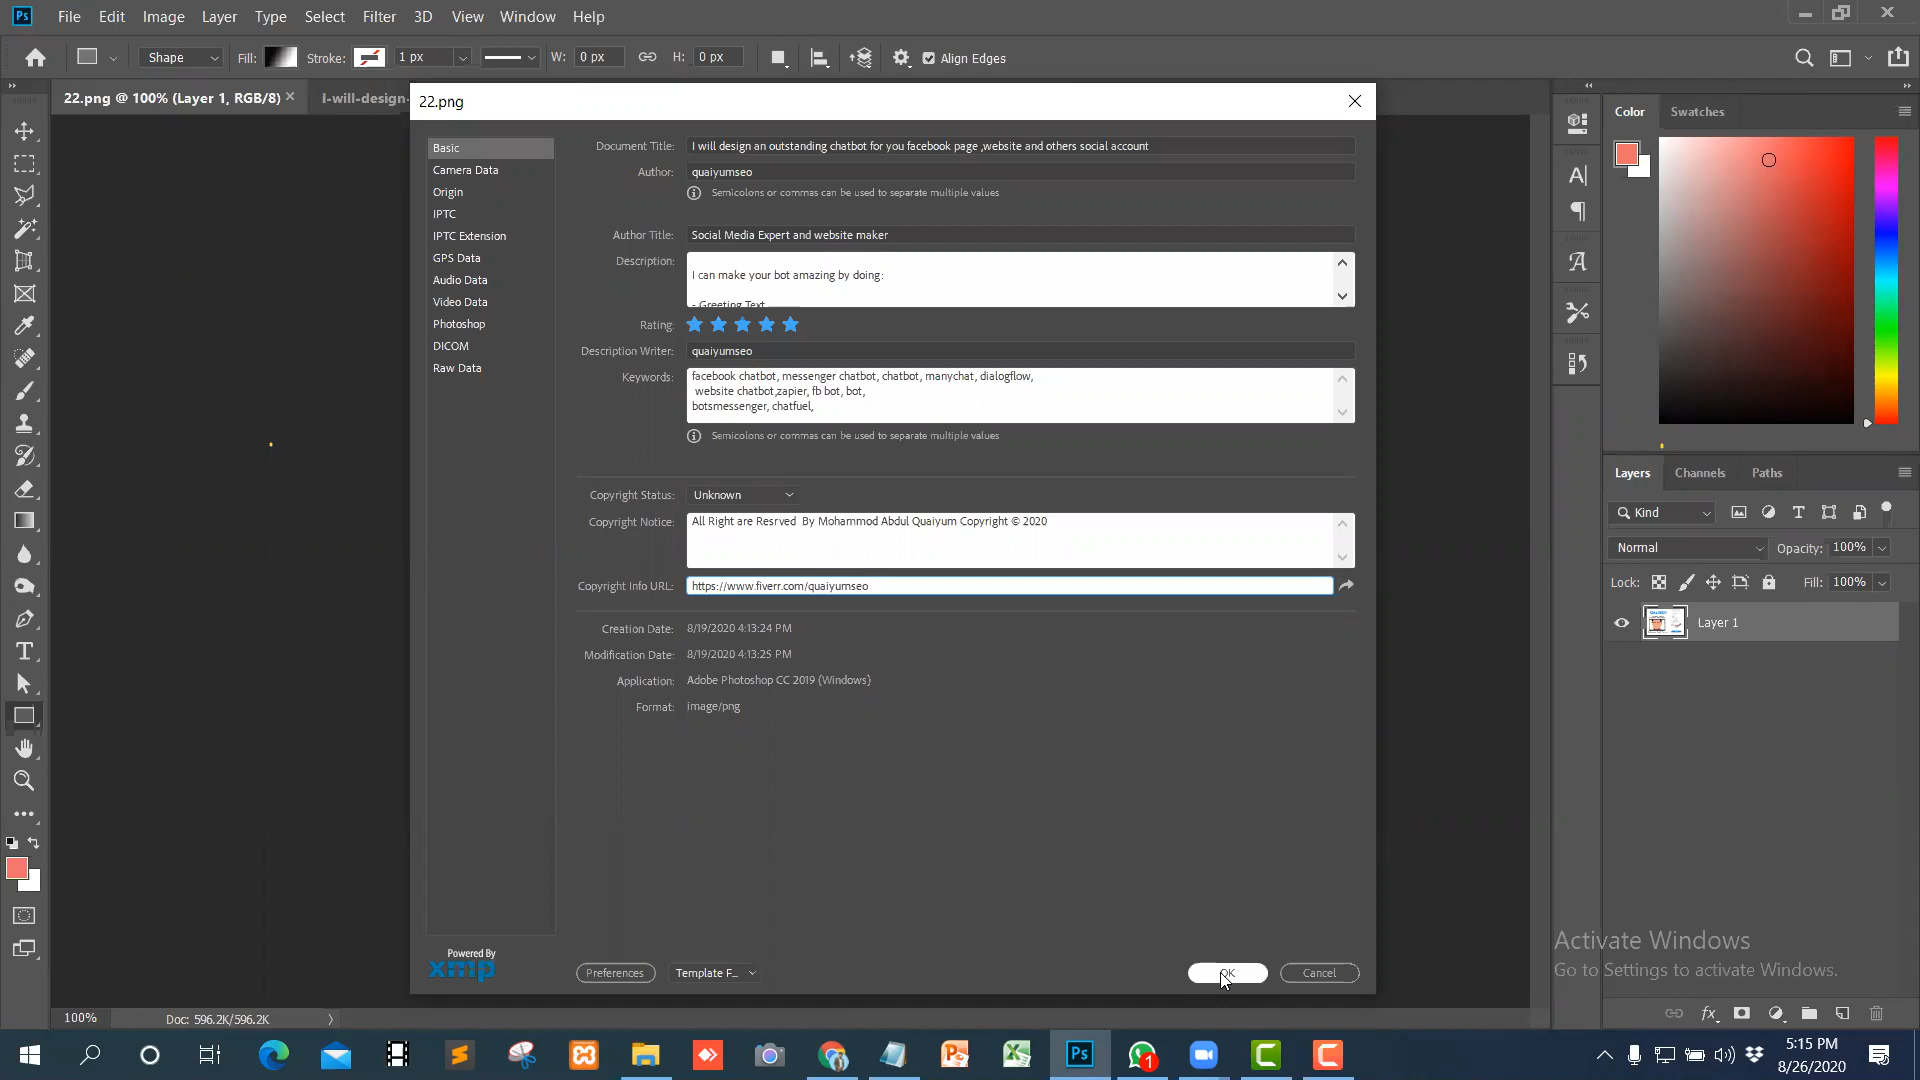 Ps File Edit Image Layer Type Select Filter 3D View Window Help
Shape Fill: Stroke: 1 px W: 0 px H: 0 px Align Edges
22.png @ 100% (Layer 1, RGB/8) × I-will-design-
22.png
Basic
Camera Data
Origin
IPTC
IPTC Extension
GPS Data
Audio Data
Video Data
Photoshop
DICOM
Raw Data
Document Title: I will design an outstanding chatbot for you facebook page ,website and others social account
Author: quaiyumseo
Semicolons or commas can be used to separate multiple values
Author Title: Social Media Expert and website maker
Description:
I can make your bot amazing by doing:
- Greeting Text
Rating:
Description Writer: quaiyumseo
Keywords: facebook chatbot, messenger chatbot, chatbot, manychat, dialogflow,
website chatbot,zapier, fb bot, bot,
botsmessenger, chatfuel,
Semicolons or commas can be used to separate multiple values
Copyright Status: Unknown
Copyright Notice: All Right are Resrved By Mohammod Abdul Quaiyum Copyright © 2020
Copyright Info URL: https://www.fiverr.com/quaiyumseo
Creation Date: 8/19/2020 4:13:24 PM
Modification Date: 8/19/2020 4:13:25 PM
Application: Adobe Photoshop CC 2019 (Windows)
Format: image/png
Powered By
xmp
Preferences Template F... OK Cancel
Color Swatches
Layers Channels Paths
Kind
Normal Opacity: 100%
Lock: Fill: 100%
Layer 1
Activate Windows
Go to Settings to activate Windows.
100% Doc: 596.2K/596.2K
Ps 1
5:15 PM
8/26/2020